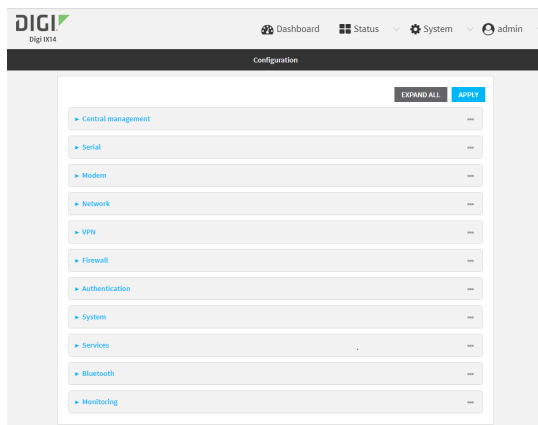 DIGI
Digi IX14
Dashboard Status System admin
Configuration
EXPAND ALL APPLY
Central management
Serial
Modem
Network
VPN
Firewall
Authentication
System
Services
Bluetooth
Monitoring